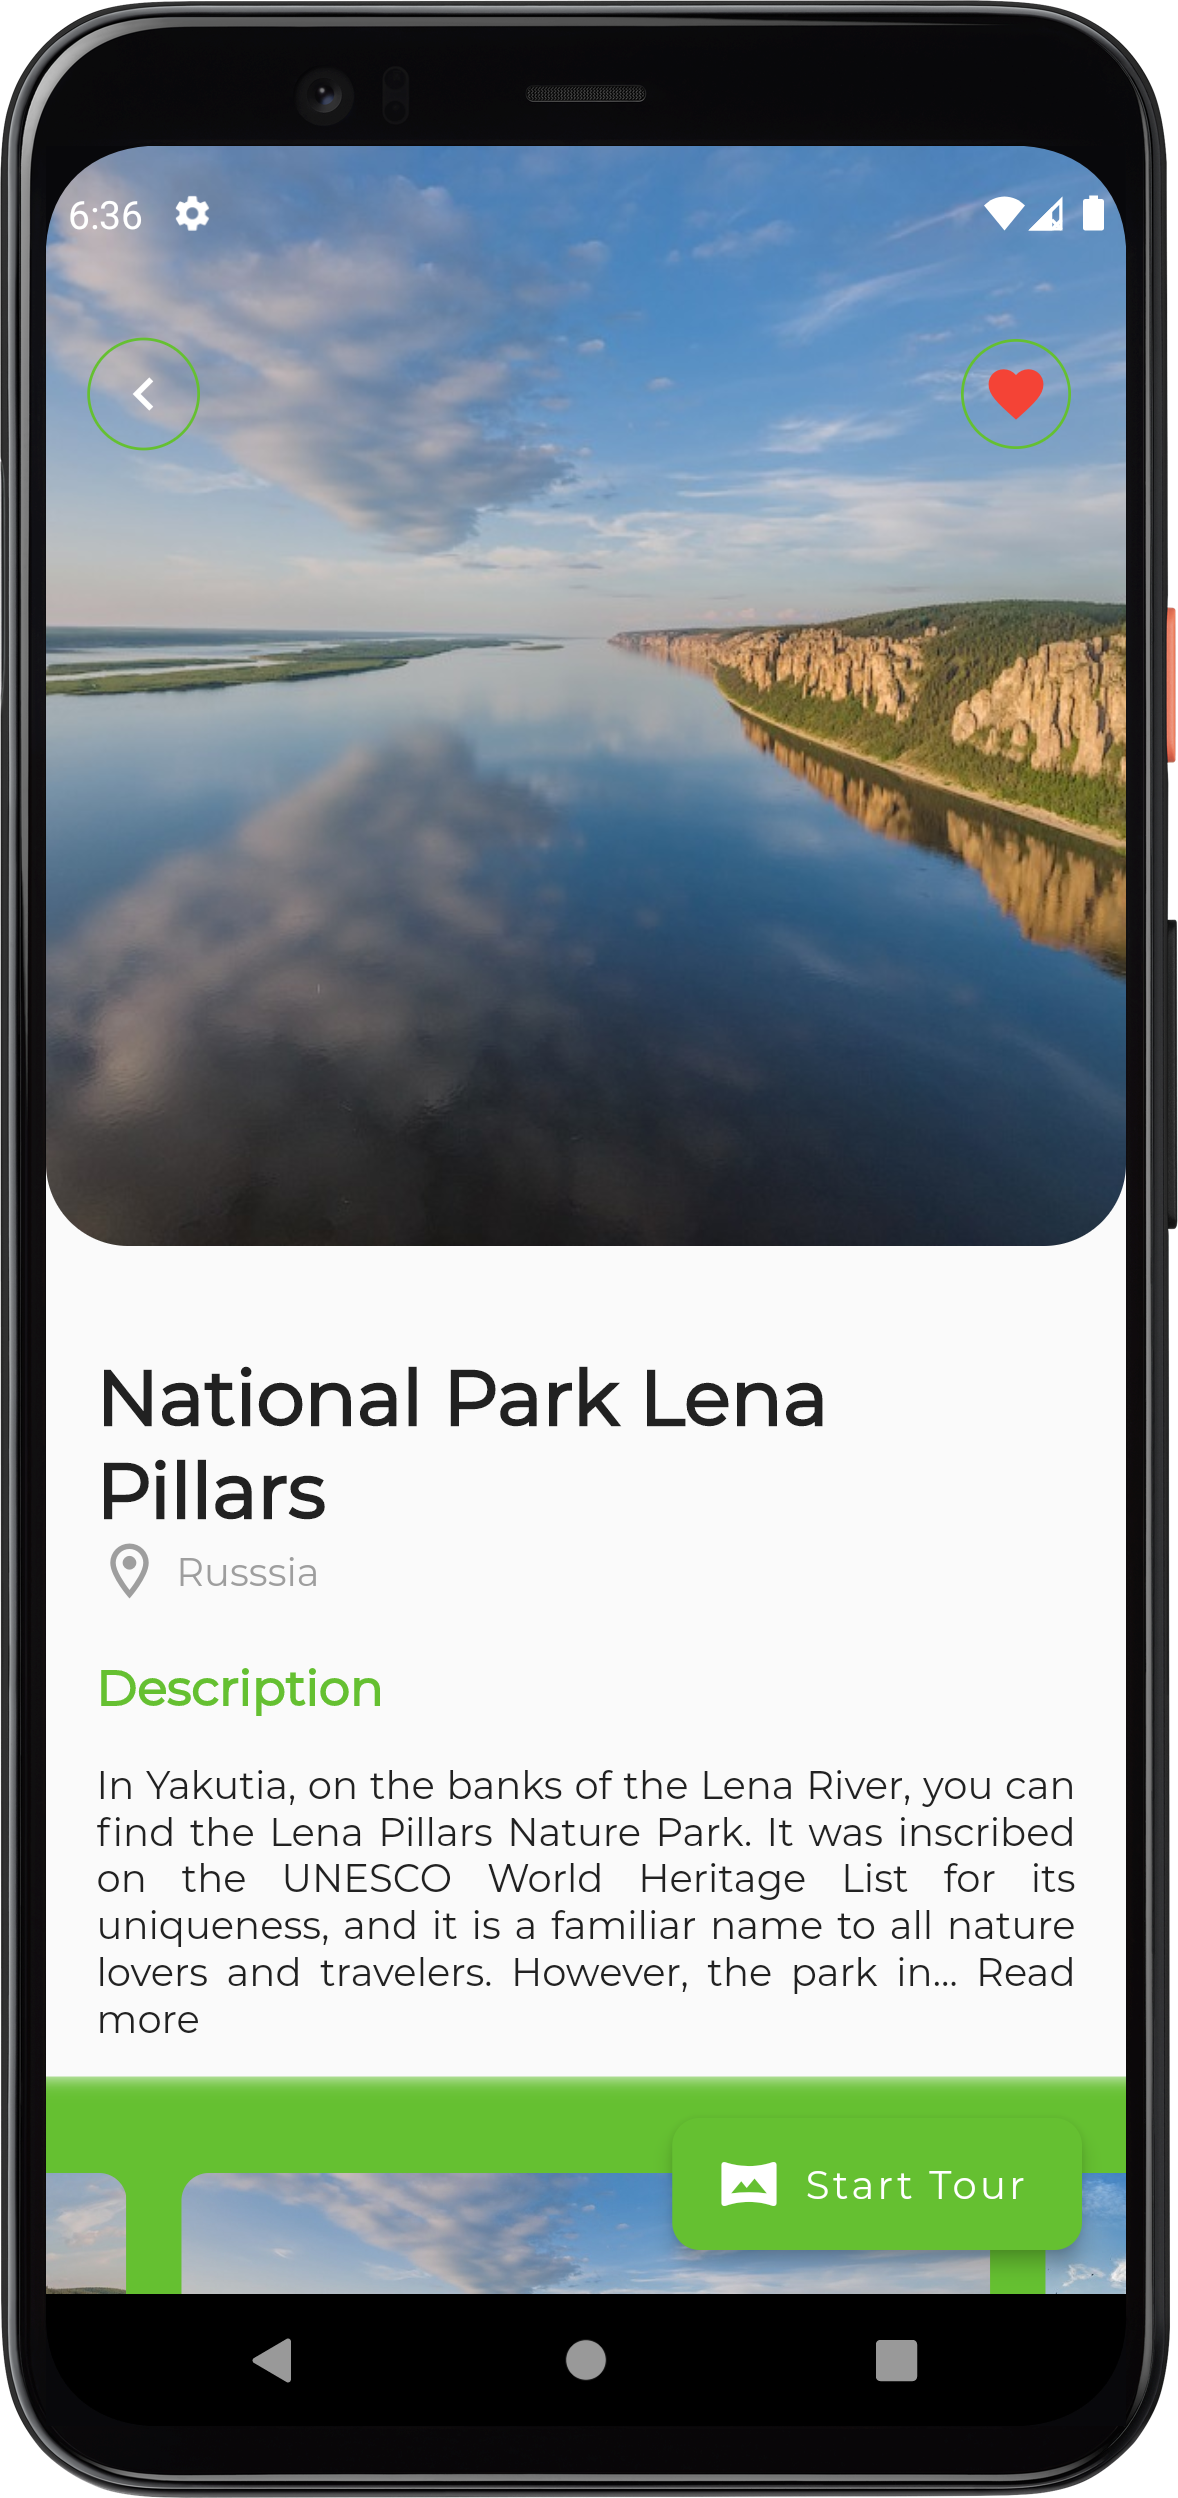 6:36
National Park Lena
Pillars
Russsia
Description
In Yakutia, on the banks of the Lena River, you can
find the Lena Pillars Nature Park. It was inscribed
on the UNESCO World Heritage List for its
uniqueness, and it is a familiar name to all nature
lovers and travelers. However, the park in... Read
more
Start Tour